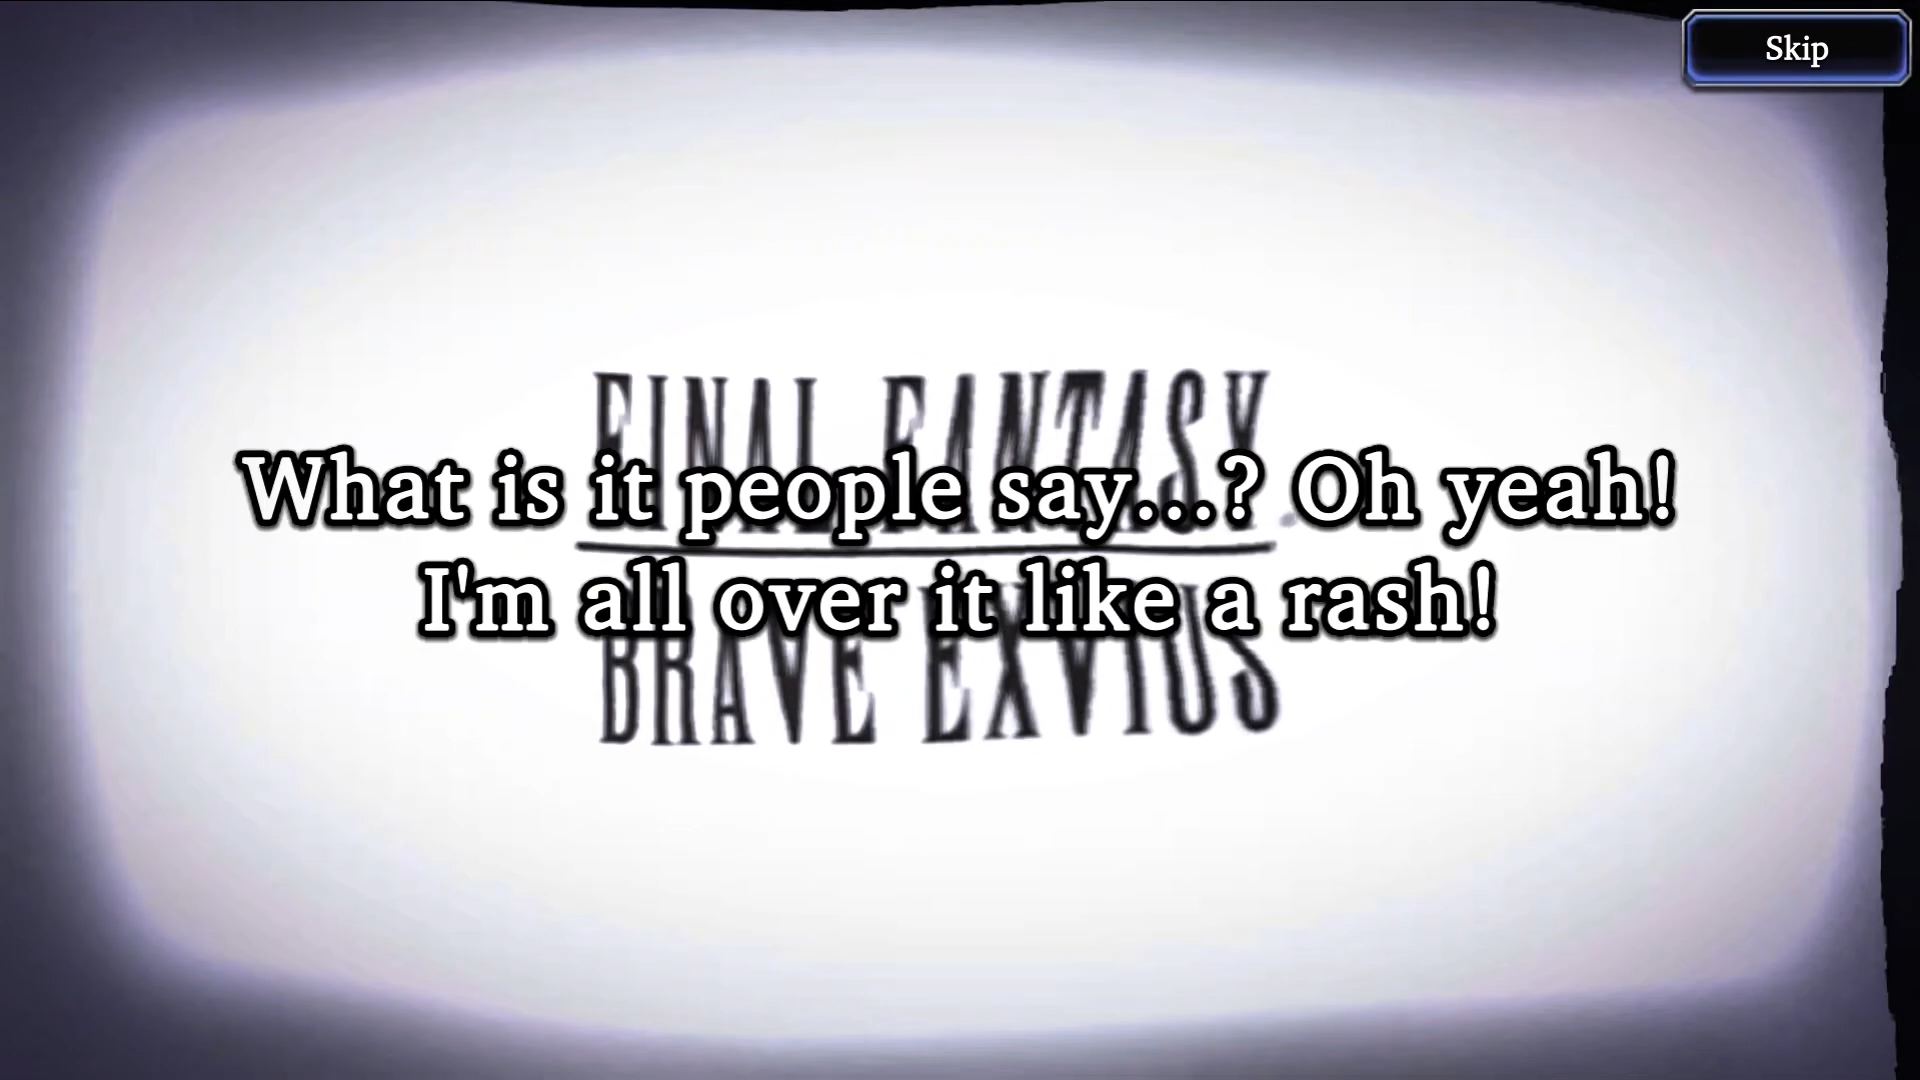 Skip
FINAL FANTASY
What is it people say...? Oh yeah!
I'm all over it like a rash!
BRAVE EXVIUS